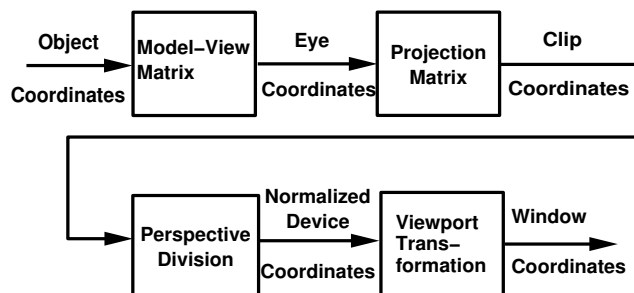 Object
Coordinates
Model–View
Matrix
Eye
Coordinates
Projection
Matrix
Clip
Coordinates
Perspective
Division
Normalized
Device
Coordinates
Viewport
Trans–
formation
Window
Coordinates